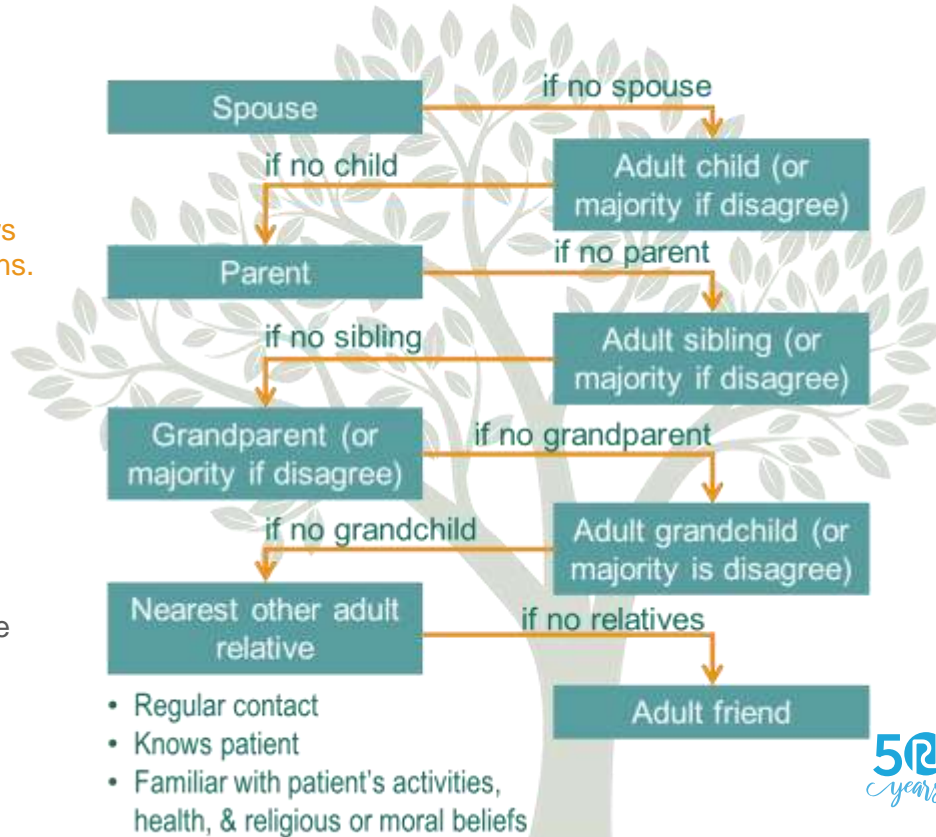 if no spouse
Spouse
if no child
Adult child (or
majority if disagree)
ns.
Parent
if no parent
if no sibling
Adult sibling (or
majority if disagree)
Grandparent (or
majority if disagree)
if no grandparent
if no grandchild
Adult grandchild (or
majority is disagree)
Nearest other adult
relative
if no relatives
Adult friend
• Regular contact
• Knows patient
• Familiar with patient's activities,
health, & religious or moral beliefs
50
years